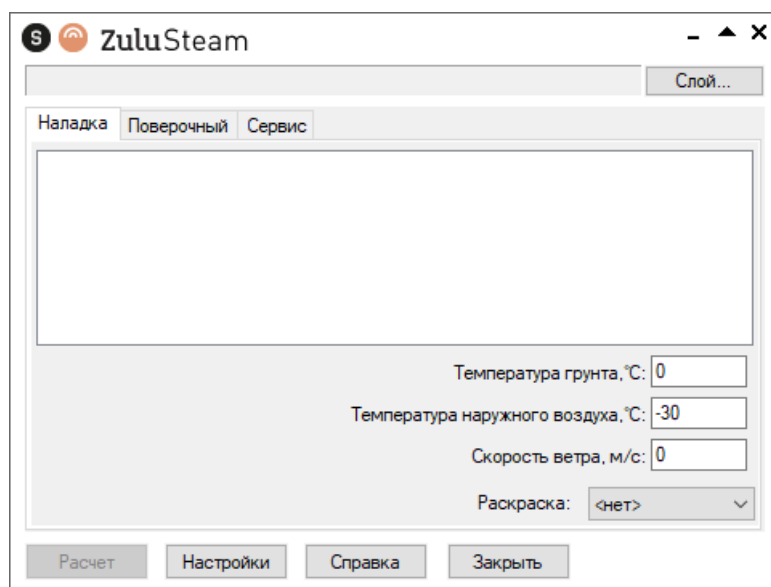 S ZuluSteam
Слой...
Наладка Поверочный Сервис
Температура грунта,°C: 0
Температура наружного воздуха,°C: -30
Скорость ветра, м/с: 0
Раскраска: <нет>
Расчет Настройки Справка Закрыть